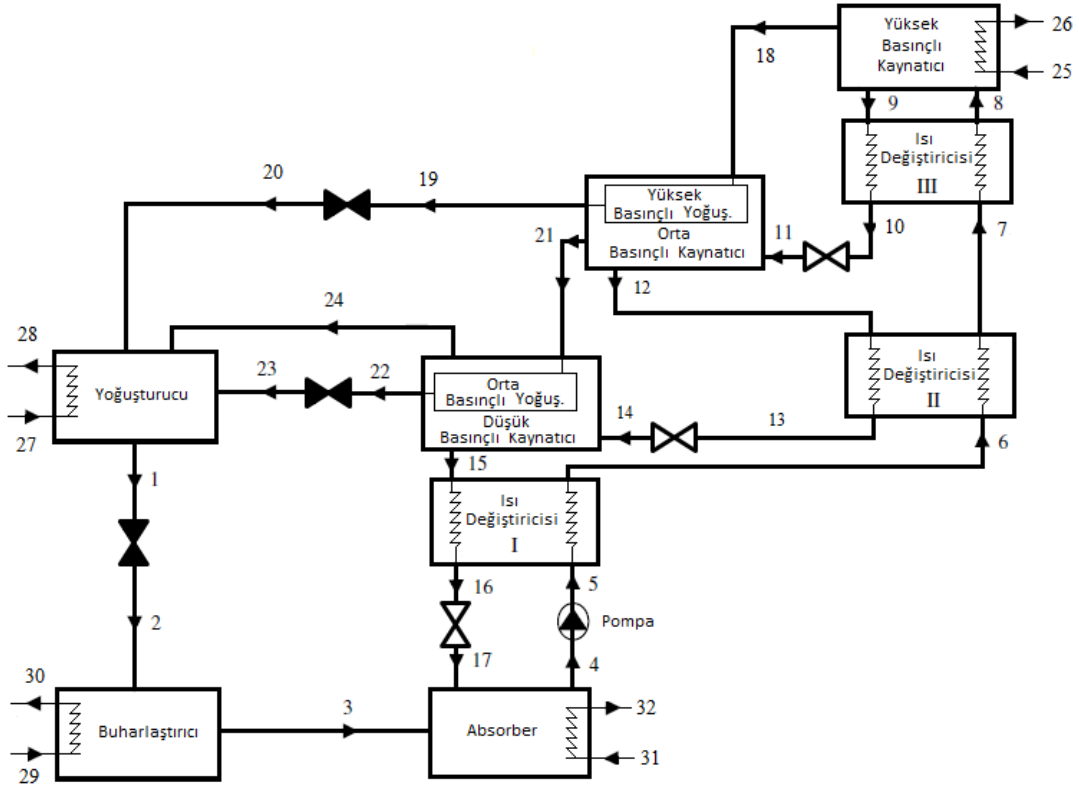 Yüksek
Basınçlı
Kaynatıcı
26
25
18
9
8
Isı
Değiştiricisi
III
20
19
Yüksek
Basınçlı Yoğuş.
Orta
Basınçlı Kaynatıcı
21
11
10
7
12
24
28
Yoğuşturucu
27
23
22
Orta
Basınçlı Yoğuş.
Düşük
Basınçlı Kaynatıcı
14
13
Isı
Değiştiricisi
II
6
15
1
Isı
Değiştiricisi
I
16
5
Pompa
2
17
4
30
Buharlaştırıcı
29
3
Absorber
32
31